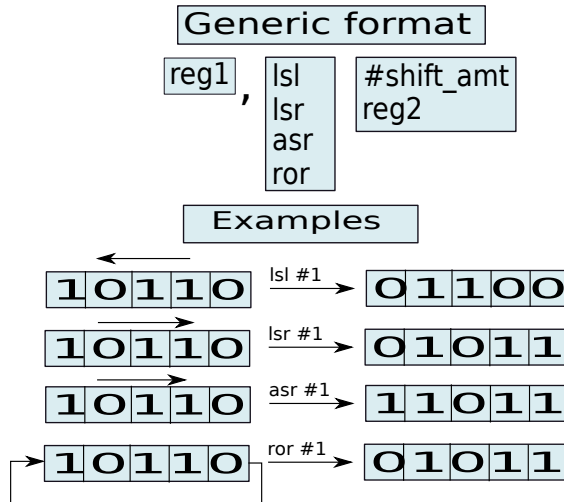 Generic format
reg1 , lsl #shift_amt
lsr reg2
asr
ror
Examples
10110 lsl #1 01100
10110 lsr #1 01011
10110 asr #1 11011
10110 ror #1 01011